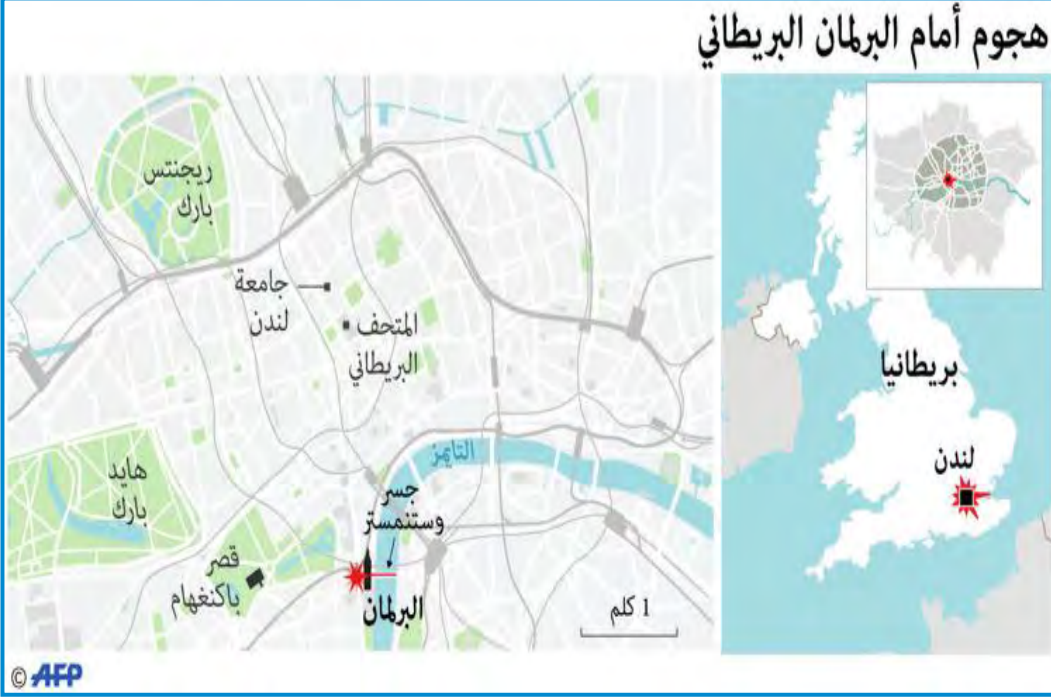 هجوم أمام البرلمان البريطاني
ريجنتس
بارك
جامعة
لندن
المتحف
البريطاني
التايمز
هايد
بارك
جسر
وستنمستر
قصر
باكنغهام
البرلمان
1 كلم
بريطانيا
لندن
© AFP